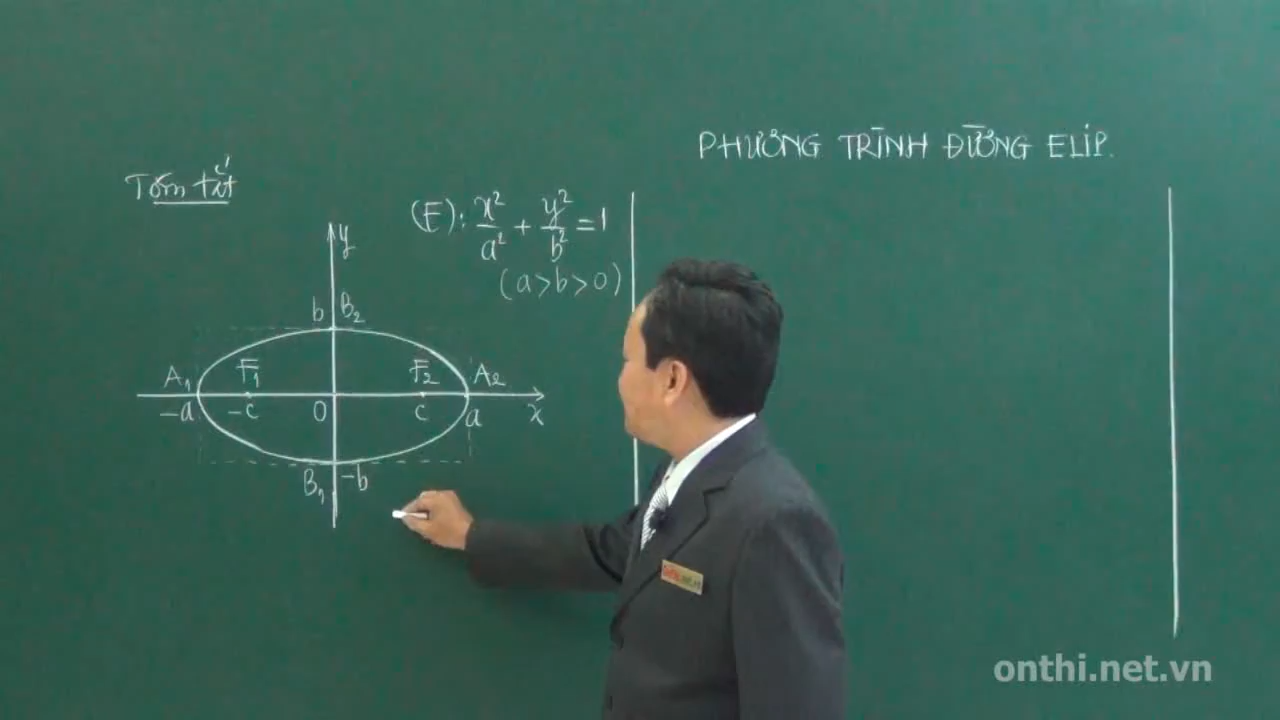 PHƯƠNG TRÌNH ĐƯỜNG ELIP.
Tóm tắt
(E): x²/a² + y²/b² = 1
(a > b > 0)
y
b B₂
A₁ F₁ F₂ A₂
-a -c O c a x
B₁ -b
onthi.net.vn